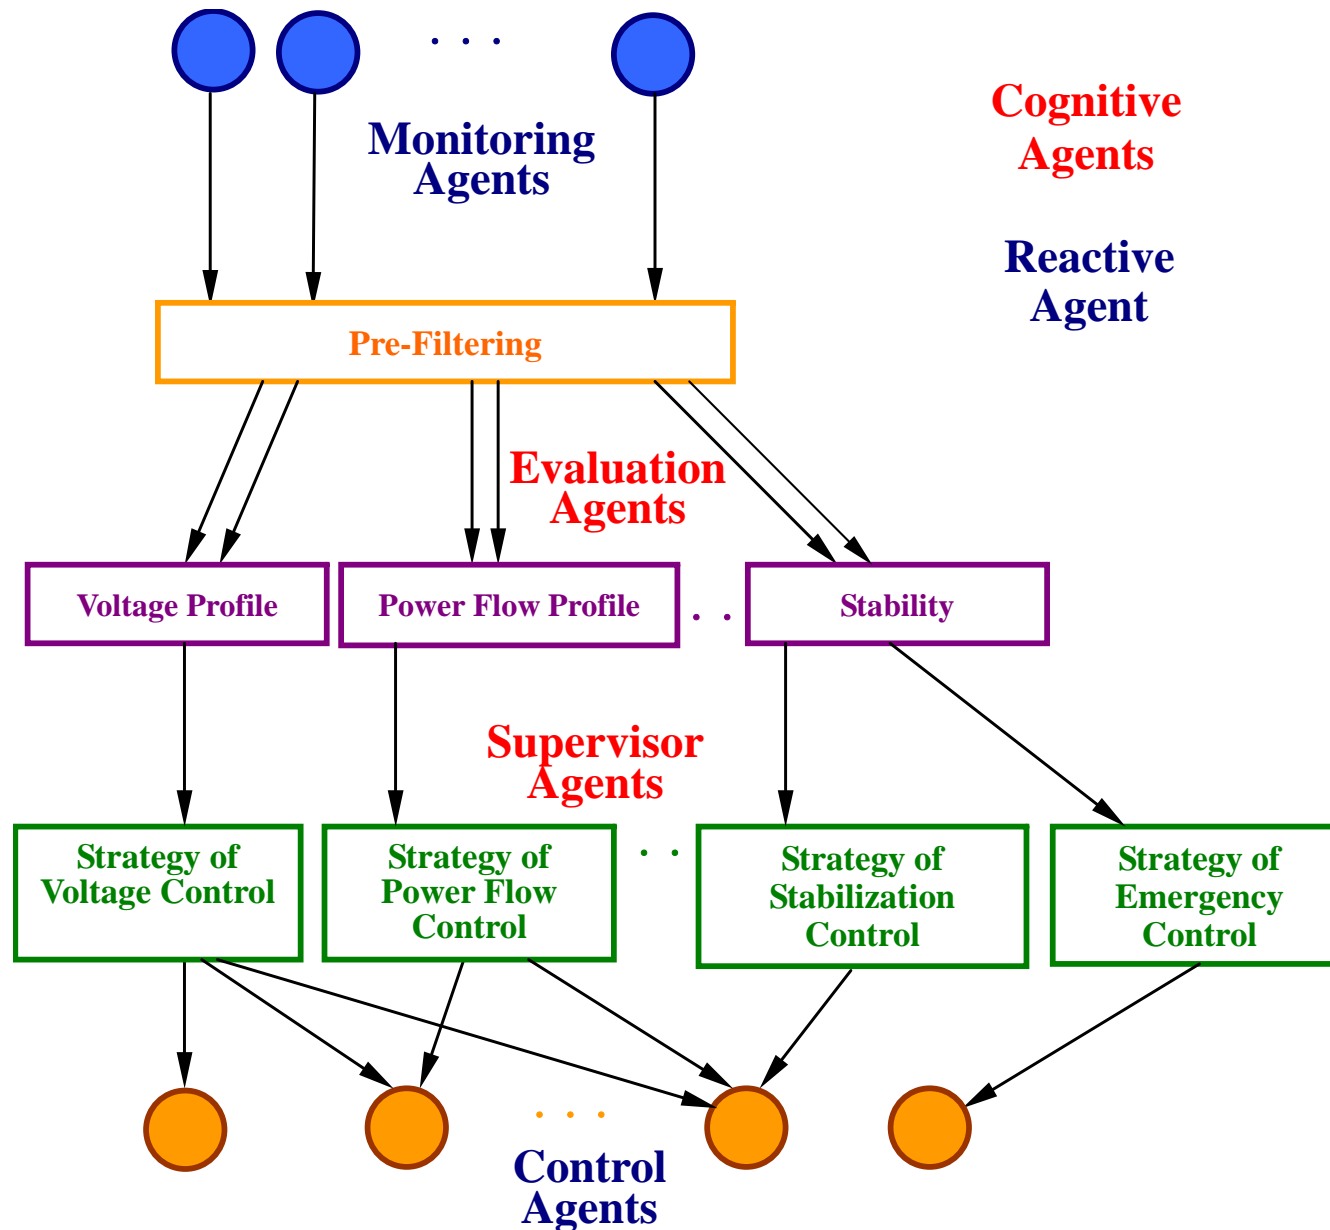 Monitoring
Agents
Cognitive
Agents
Reactive
Agent
Pre-Filtering
Evaluation
Agents
Voltage Profile
Power Flow Profile
Stability
Supervisor
Agents
Strategy of
Voltage Control
Strategy of
Power Flow
Control
Strategy of
Stabilization
Control
Strategy of
Emergency
Control
Control
Agents